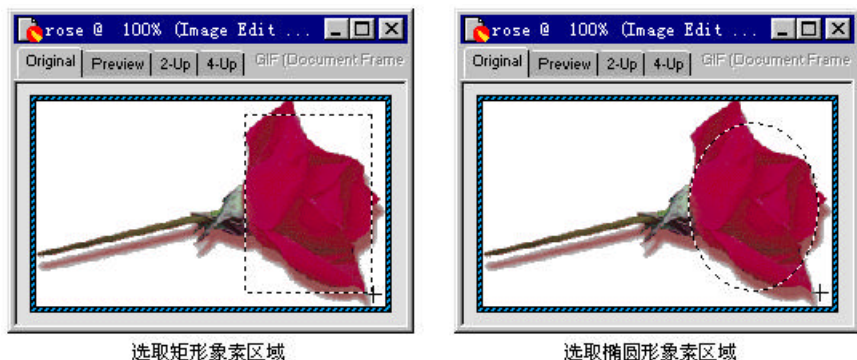 rose @ 100% (Image Edit ...
Original Preview 2-Up 4-Up GIF (Document Frame
选取矩形象素区域
rose @ 100% (Image Edit ...
Original Preview 2-Up 4-Up GIF (Document Frame
选取椭圆形象素区域